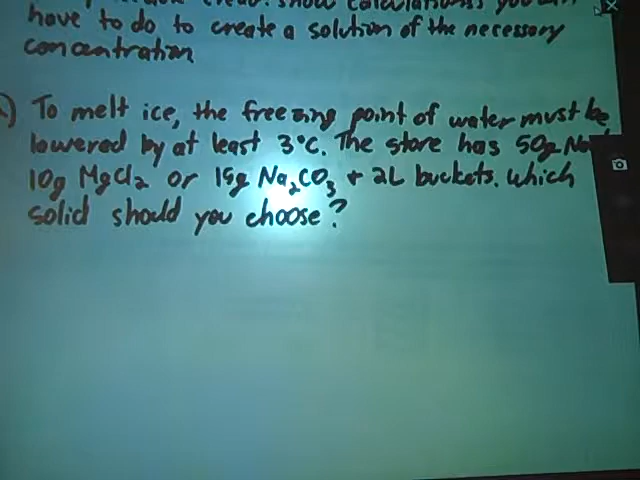 have to do to create a solution of the necessary
concentration
To melt ice, the freezing point of water must be
lowered by at least 3°C. The store has 50g
10g MgCl₂ or 15g Na₂CO₃ + 2L buckets. Which
solid should you choose?